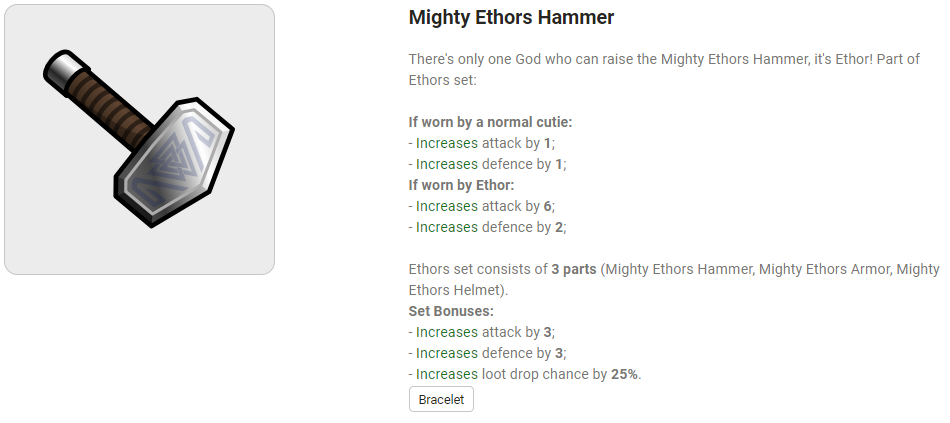 Mighty Ethors Hammer
There's only one God who can raise the Mighty Ethors Hammer, it's Ethor! Part of
Ethors set:
If worn by a normal cutie:
- Increases attack by 1;
- Increases defence by 1;
If worn by Ethor:
- Increases attack by 6;
- Increases defence by 2;
Ethors set consists of 3 parts (Mighty Ethors Hammer, Mighty Ethors Armor, Mighty
Ethors Helmet).
Set Bonuses:
- Increases attack by 3;
- Increases defence by 3;
- Increases loot drop chance by 25%.
Bracelet